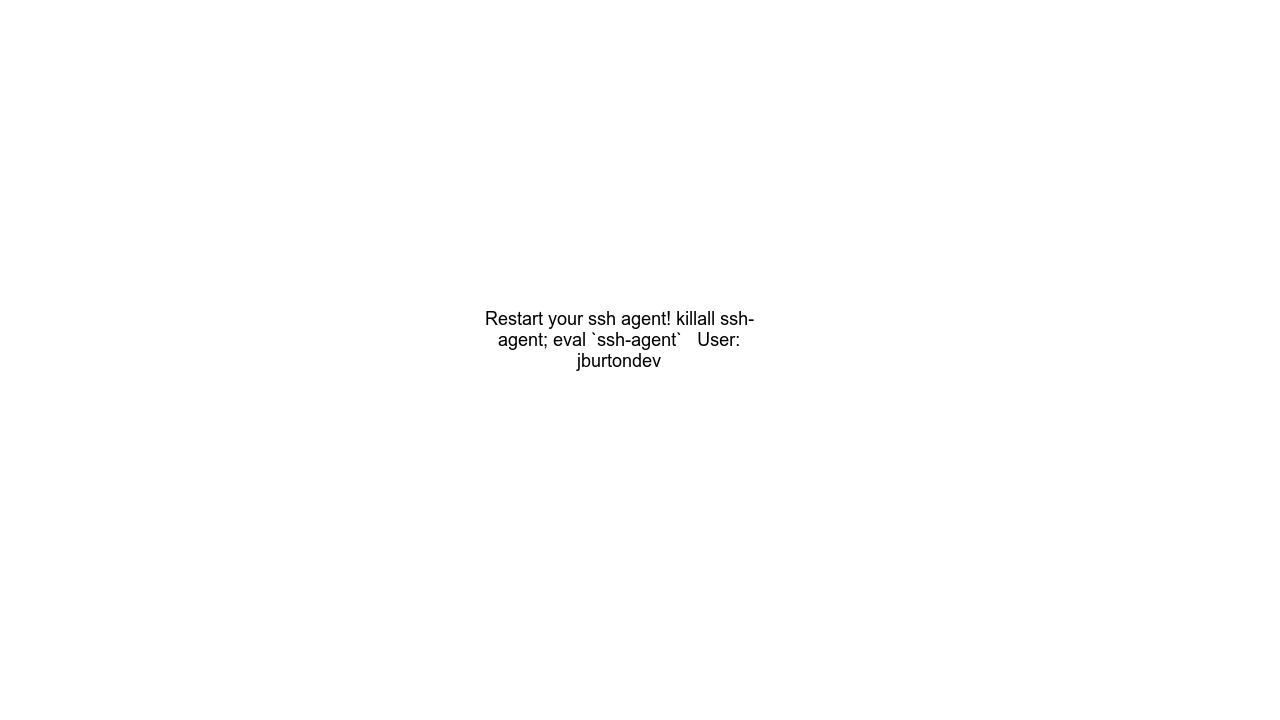 Restart your ssh agent! killall ssh-
agent; eval `ssh-agent`   User:
jburtondev